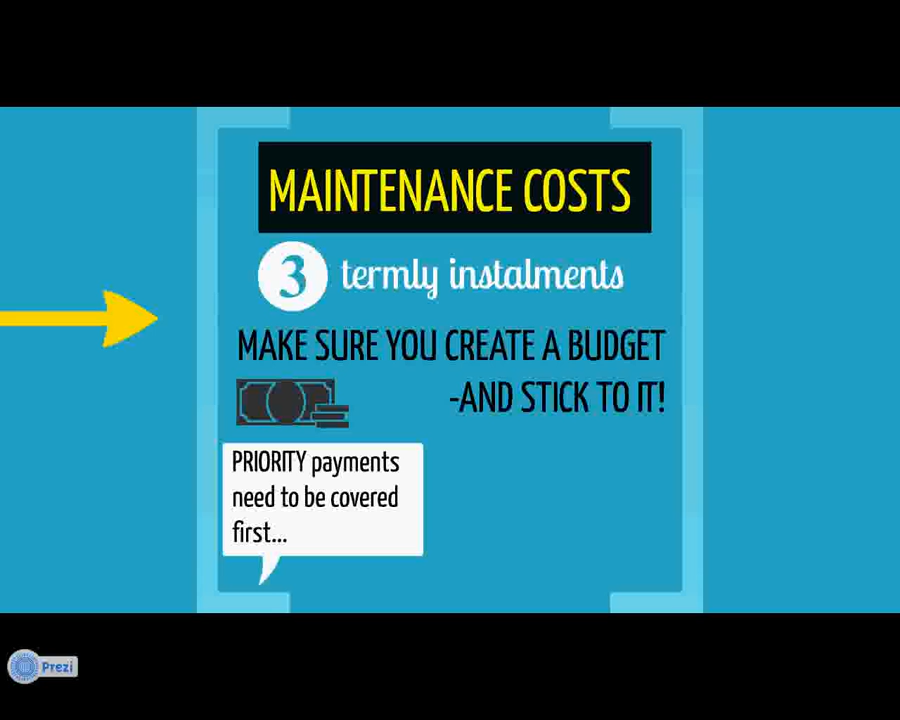 MAINTENANCE COSTS
3 termly instalments
MAKE SURE YOU CREATE A BUDGET
-AND STICK TO IT!
PRIORITY payments
need to be covered
first...
Prezi